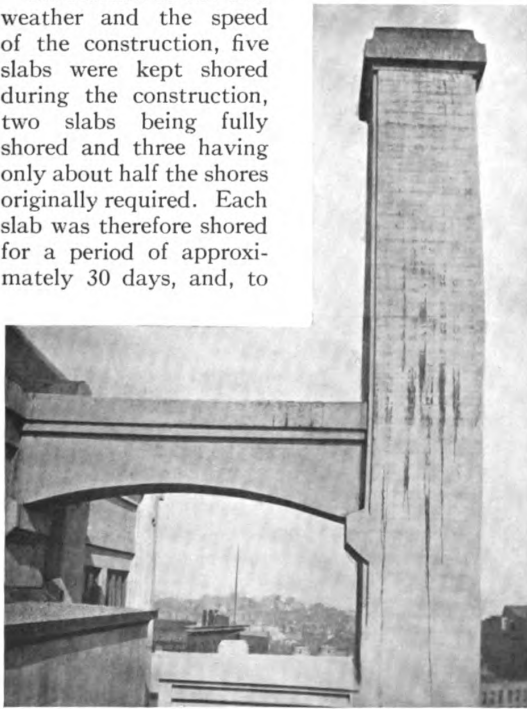 weather and the speed
of the construction, five
slabs were kept shored
during the construction,
two slabs being fully
shored and three having
only about half the shores
originally required. Each
slab was therefore shored
for a period of approxi-
mately 30 days, and, to